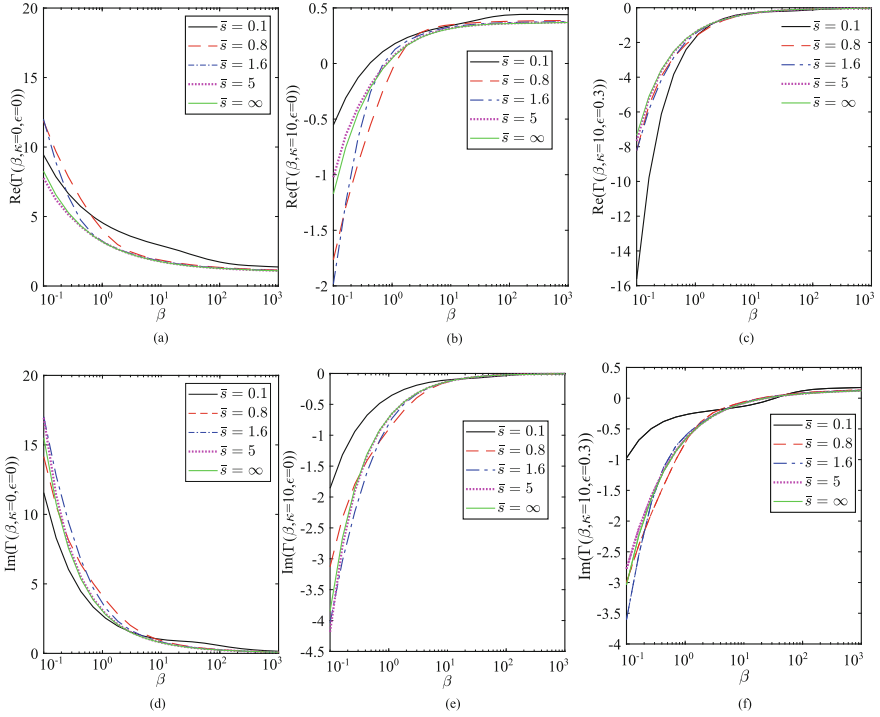 20
15
10
5
0
10^-1
10^0
10^1
10^2
10^3
β
Re(Γ(β,κ=0,ϵ=0))
s̄ = 0.1
s̄ = 0.8
s̄ = 1.6
s̄ = 5
s̄ = ∞
(a)
0.5
0
-0.5
-1
-1.5
-2
10^-1
10^0
10^1
10^2
10^3
β
Re(Γ(β,κ=10,ϵ=0))
s̄ = 0.1
s̄ = 0.8
s̄ = 1.6
s̄ = 5
s̄ = ∞
(b)
0
-2
-4
-6
-8
-10
-12
-14
-16
10^-1
10^0
10^1
10^2
10^3
β
Re(Γ(β,κ=10,ϵ=0.3))
s̄ = 0.1
s̄ = 0.8
s̄ = 1.6
s̄ = 5
s̄ = ∞
(c)
20
15
10
5
0
10^-1
10^0
10^1
10^2
10^3
β
Im(Γ(β,κ=0,ϵ=0))
s̄ = 0.1
s̄ = 0.8
s̄ = 1.6
s̄ = 5
s̄ = ∞
(d)
0
-0.5
-1
-1.5
-2
-2.5
-3
-3.5
-4
-4.5
10^-1
10^0
10^1
10^2
10^3
β
Im(Γ(β,κ=10,ϵ=0))
s̄ = 0.1
s̄ = 0.8
s̄ = 1.6
s̄ = 5
s̄ = ∞
(e)
0.5
0
-0.5
-1
-1.5
-2
-2.5
-3
-3.5
-4
10^-1
10^0
10^1
10^2
10^3
β
Im(Γ(β,κ=10,ϵ=0.3))
s̄ = 0.1
s̄ = 0.8
s̄ = 1.6
s̄ = 5
s̄ = ∞
(f)